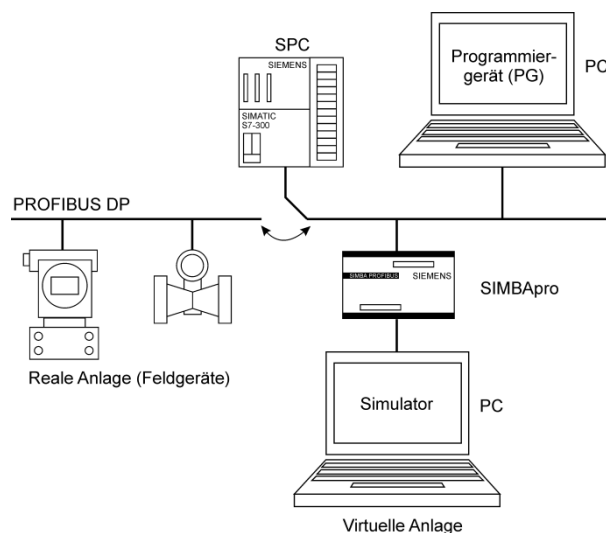 SPC
SIEMENS
SIMATIC
S7-300
Programmier-
gerät (PG)
PC
PROFIBUS DP
SIMBA PROFIBUS
SIEMENS
SIMBApro
Reale Anlage (Feldgeräte)
Simulator
PC
Virtuelle Anlage